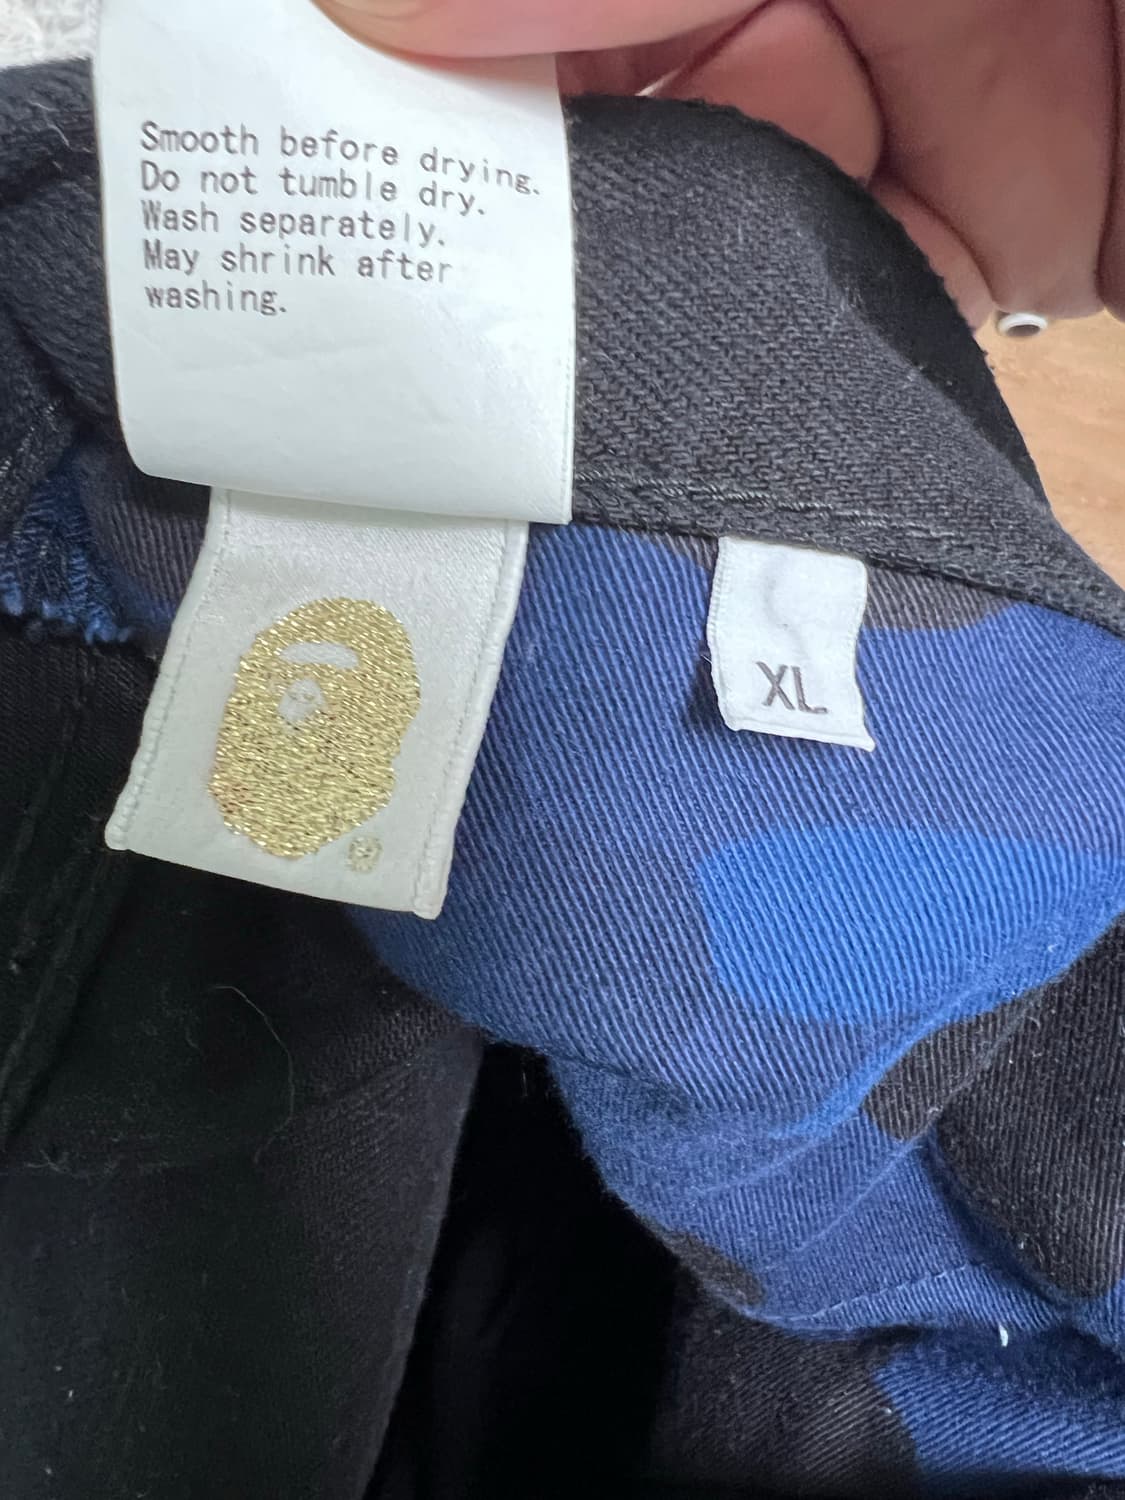 Smooth before drying.
Do not tumble dry.
Wash separately.
May shrink after
washing.
XL
®